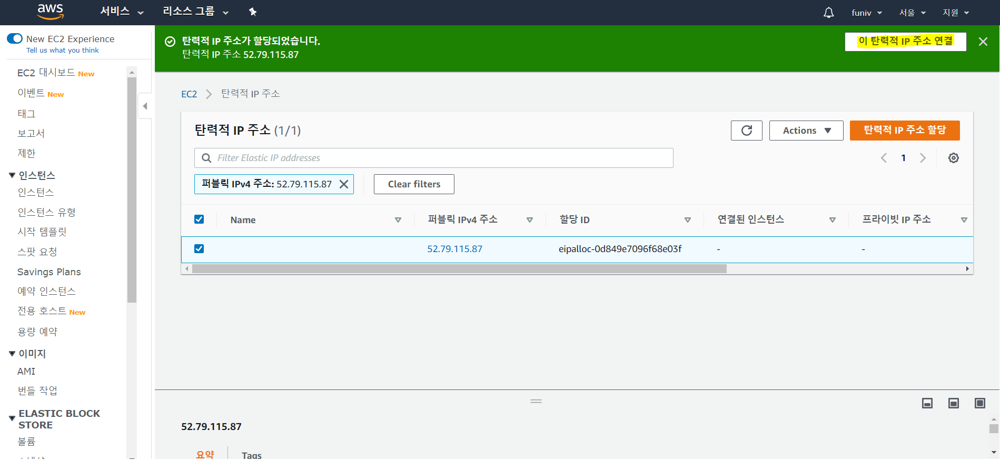 aws 서비스 리소스 그룹 funiv 서울 지원
New EC2 Experience
Tell us what you think
EC2 대시보드 New
이벤트 New
태그
보고서
제한
인스턴스
인스턴스
인스턴스 유형
시작 템플릿
스팟 요청
Savings Plans
예약 인스턴스
전용 호스트 New
용량 예약
이미지
AMI
번들 작업
ELASTIC BLOCK
STORE
볼륨
탄력적 IP 주소가 할당되었습니다.
탄력적 IP 주소 52.79.115.87
이 탄력적 IP 주소 연결
EC2 탄력적 IP 주소
탄력적 IP 주소 (1/1)
Actions
탄력적 IP 주소 할당
Filter Elastic IP addresses
1
퍼블릭 IPv4 주소: 52.79.115.87
Clear filters
Name 퍼블릭 IPv4 주소 할당 ID 연결된 인스턴스 프라이빗 IP 주소
52.79.115.87 eipalloc-0d849e7096f68e03f - -
52.79.115.87
요약 Tags